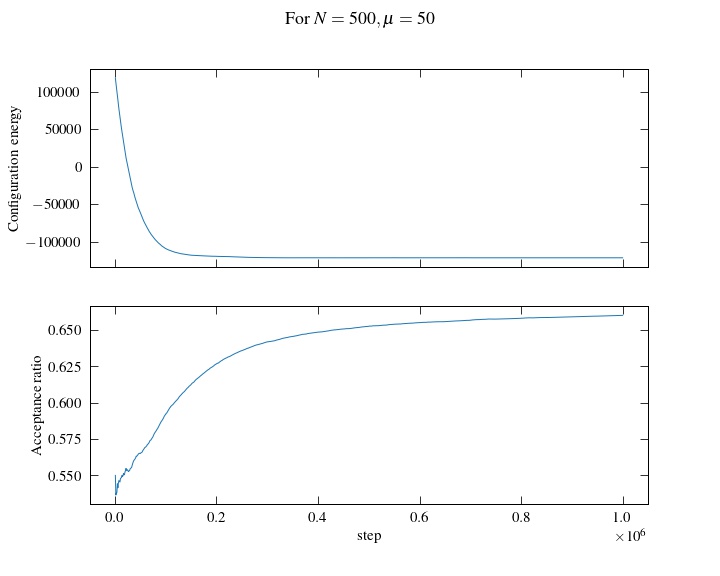 For N = 500, μ = 50
Configuration energy
100000
50000
0
−50000
−100000
Acceptance ratio
0.650
0.625
0.600
0.575
0.550
0.0 0.2 0.4 0.6 0.8 1.0
step
×10⁶